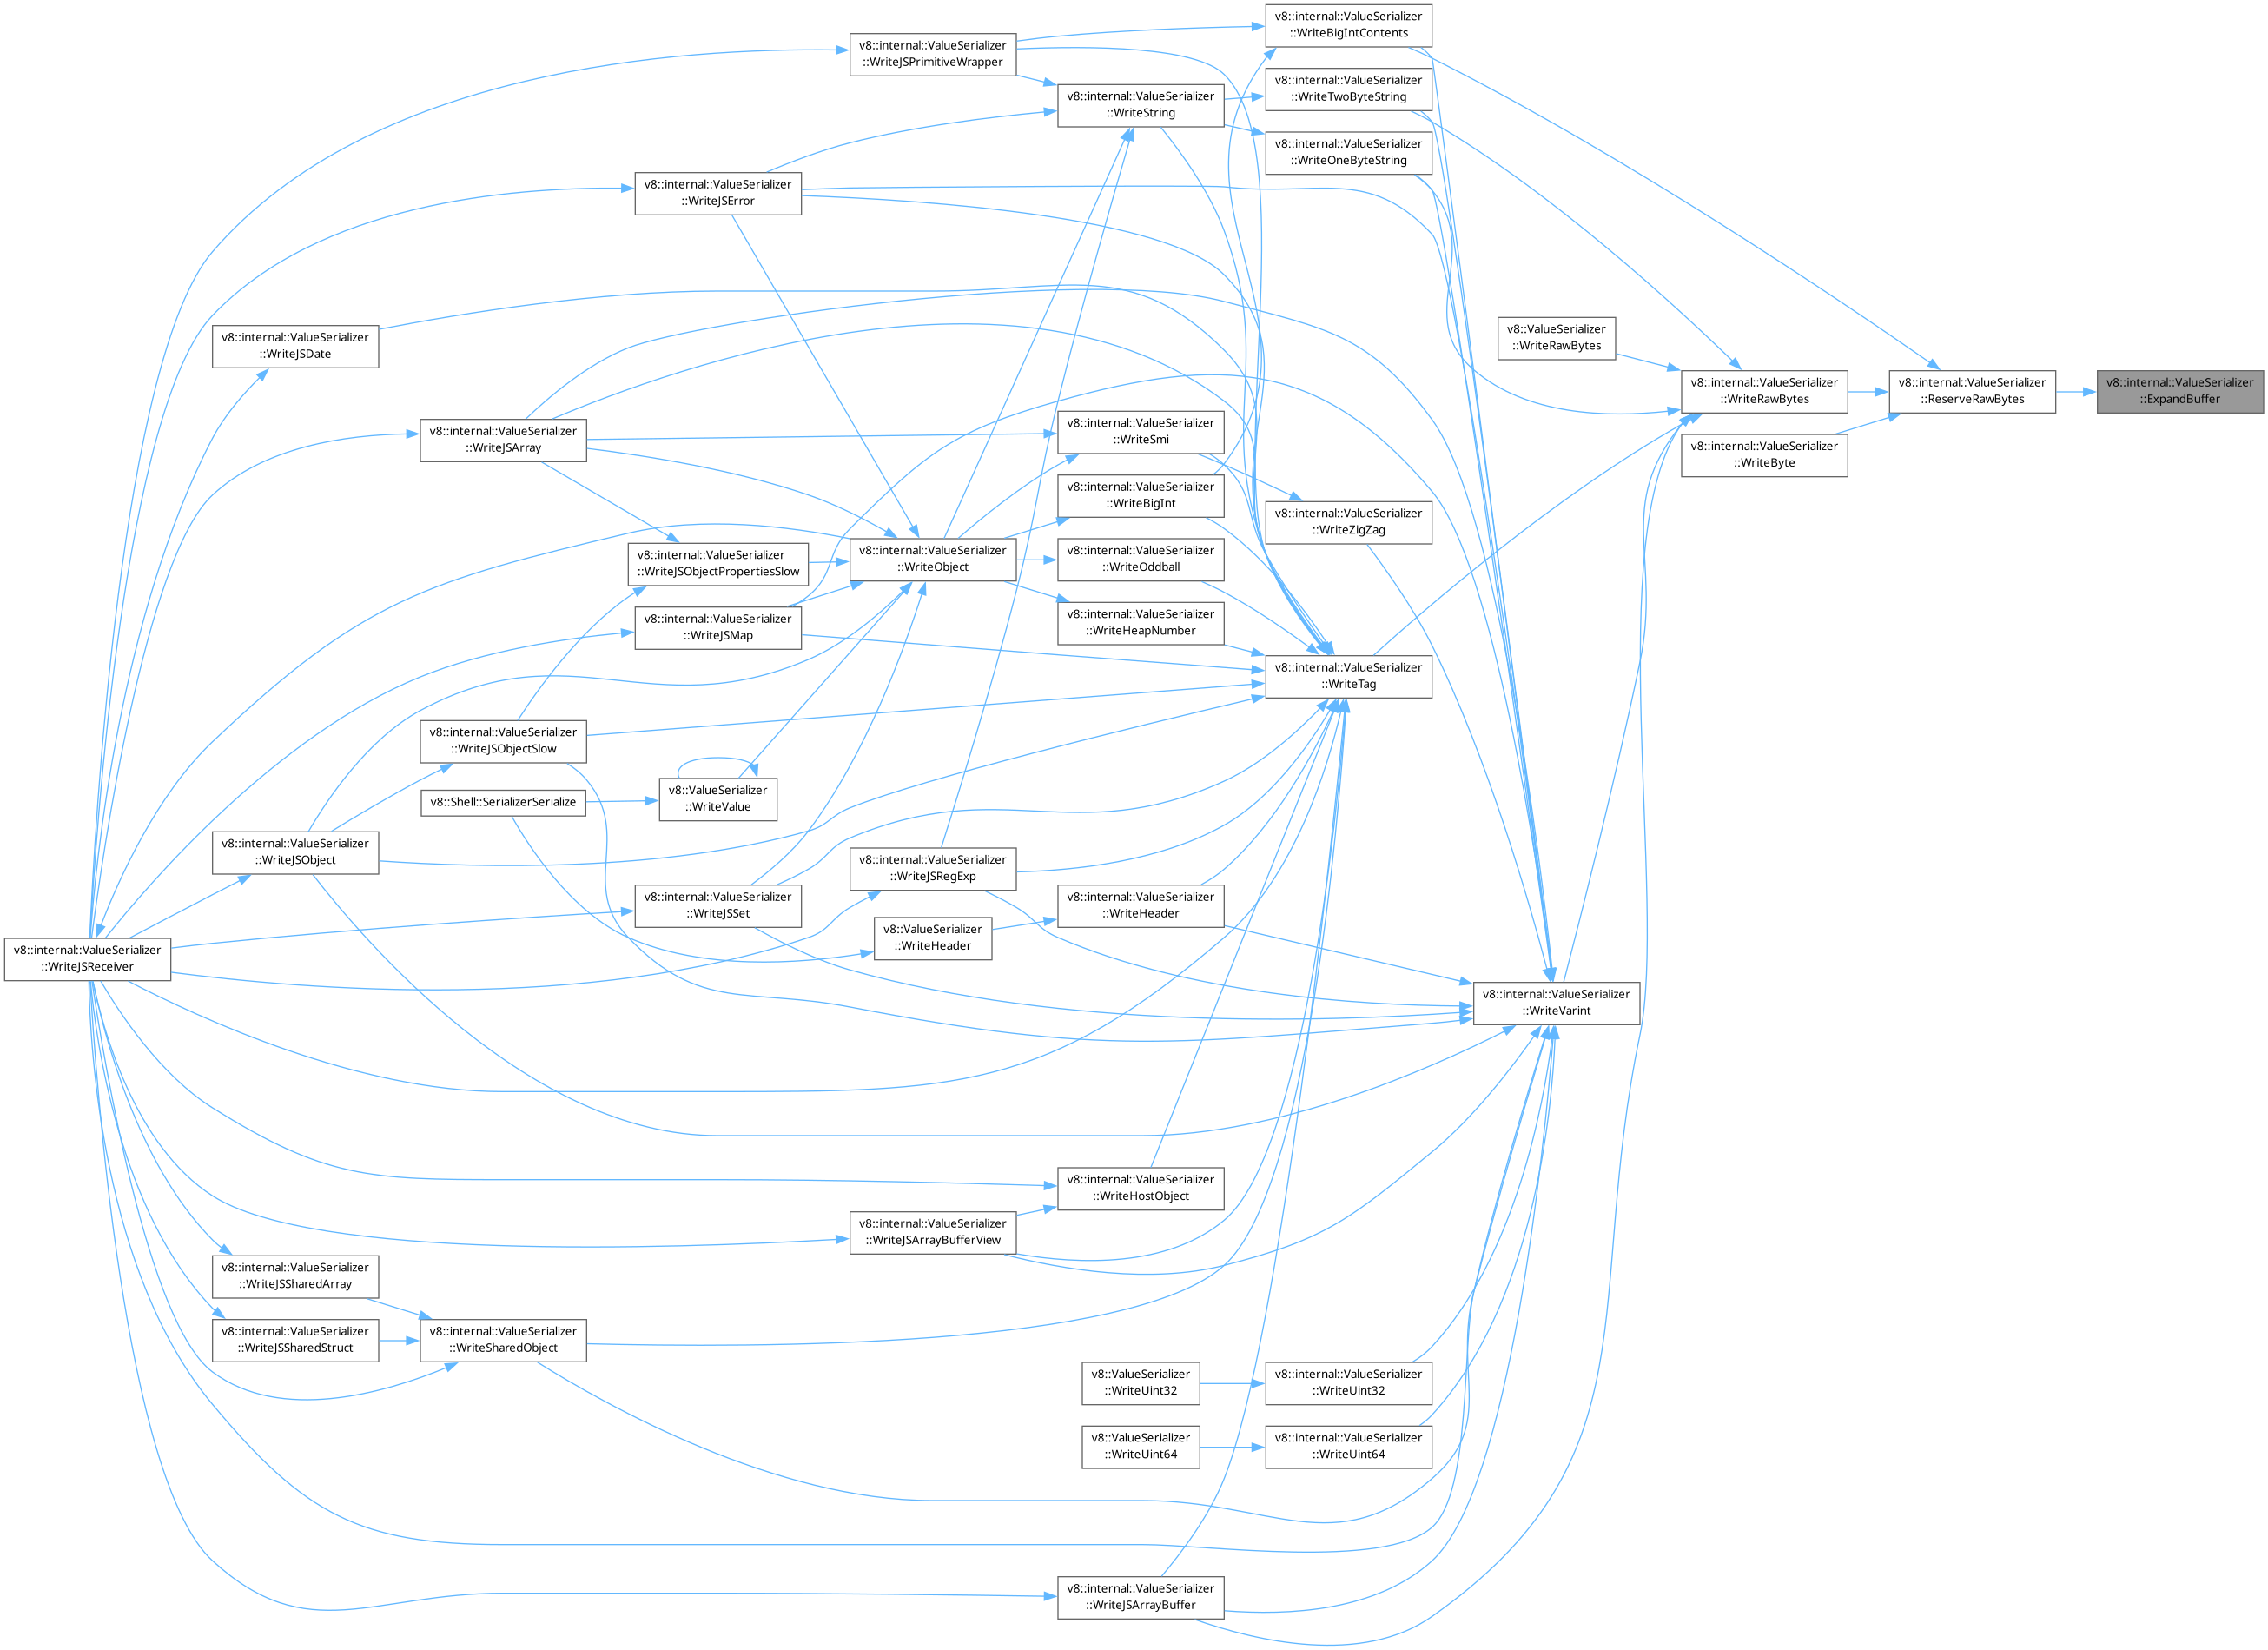 v8::internal::ValueSerializer
::WriteBigIntContents
v8::internal::ValueSerializer
::WriteJSPrimitiveWrapper
v8::internal::ValueSerializer
::WriteTwoByteString
v8::internal::ValueSerializer
::WriteString
v8::internal::ValueSerializer
::WriteOneByteString
v8::internal::ValueSerializer
::WriteJSError
v8::internal::ValueSerializer
::WriteJSDate
v8::ValueSerializer
::WriteRawBytes
v8::internal::ValueSerializer
::WriteRawBytes
v8::internal::ValueSerializer
::ReserveRawBytes
v8::internal::ValueSerializer
::ExpandBuffer
v8::internal::ValueSerializer
::WriteJSArray
v8::internal::ValueSerializer
::WriteSmi
v8::internal::ValueSerializer
::WriteByte
v8::internal::ValueSerializer
::WriteBigInt
v8::internal::ValueSerializer
::WriteZigZag
v8::internal::ValueSerializer
::WriteObject
v8::internal::ValueSerializer
::WriteOddball
v8::internal::ValueSerializer
::WriteJSObjectPropertiesSlow
v8::internal::ValueSerializer
::WriteHeapNumber
v8::internal::ValueSerializer
::WriteJSMap
v8::internal::ValueSerializer
::WriteTag
v8::internal::ValueSerializer
::WriteJSObjectSlow
v8::ValueSerializer
::WriteValue
v8::Shell::SerializerSerialize
v8::internal::ValueSerializer
::WriteJSObject
v8::internal::ValueSerializer
::WriteJSRegExp
v8::internal::ValueSerializer
::WriteJSSet
v8::internal::ValueSerializer
::WriteHeader
v8::ValueSerializer
::WriteHeader
v8::internal::ValueSerializer
::WriteJSReceiver
v8::internal::ValueSerializer
::WriteVarint
v8::internal::ValueSerializer
::WriteHostObject
v8::internal::ValueSerializer
::WriteJSArrayBufferView
v8::internal::ValueSerializer
::WriteJSSharedArray
v8::internal::ValueSerializer
::WriteJSSharedStruct
v8::internal::ValueSerializer
::WriteSharedObject
v8::ValueSerializer
::WriteUint32
v8::internal::ValueSerializer
::WriteUint32
v8::ValueSerializer
::WriteUint64
v8::internal::ValueSerializer
::WriteUint64
v8::internal::ValueSerializer
::WriteJSArrayBuffer